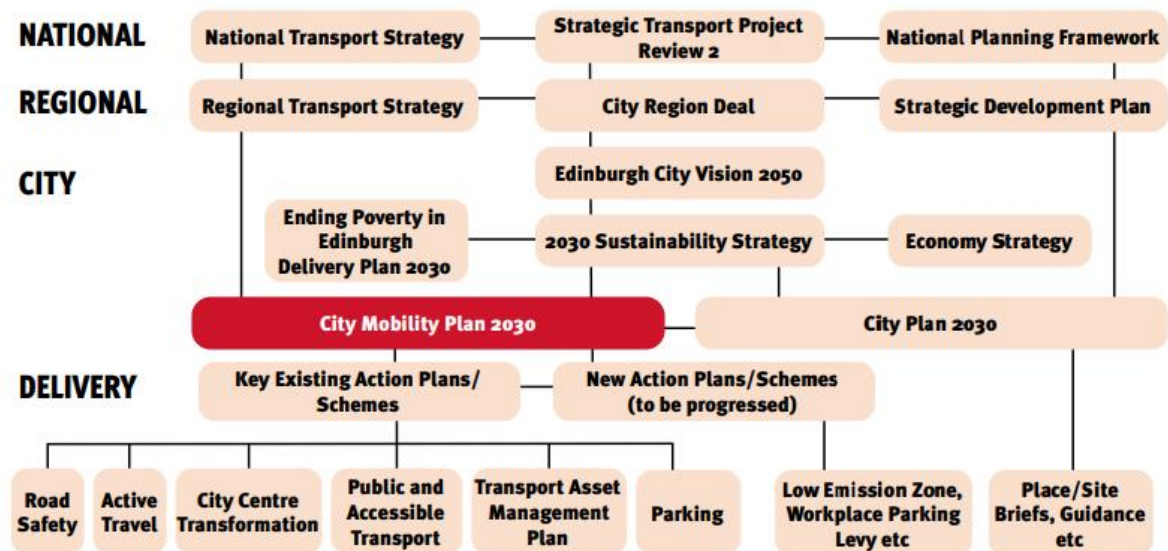 NATIONAL
National Transport Strategy
Strategic Transport Project
Review 2
National Planning Framework
REGIONAL
Regional Transport Strategy
City Region Deal
Strategic Development Plan
CITY
Edinburgh City Vision 2050
Ending Poverty in
Edinburgh
Delivery Plan 2030
2030 Sustainability Strategy
Economy Strategy
City Mobility Plan 2030
City Plan 2030
DELIVERY
Key Existing Action Plans/
Schemes
New Action Plans/Schemes
(to be progressed)
Road
Safety
Active
Travel
City Centre
Transformation
Public and
Accessible
Transport
Transport Asset
Management
Plan
Parking
Low Emission Zone,
Workplace Parking
Levy etc
Place/Site
Briefs, Guidance
etc